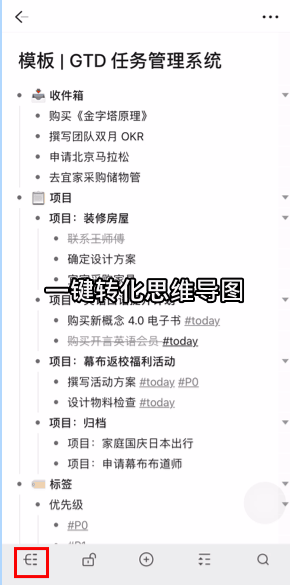 模板 | GTD 任务管理系统
收件箱
购买《金字塔原理》
撰写团队双月 OKR
申请北京马拉松
去宜家采购储物管
项目
项目：装修房屋
联系王师傅
确定设计方案
一键转化思维导图
购买新概念 4.0 电子书 #today
购买开言英语会员 #today
项目：幕布返校福利活动
撰写活动方案 #today #P0
设计物料检查 #today
项目：归档
项目：家庭国庆日本出行
项目：申请幕布布道师
标签
优先级
#P0